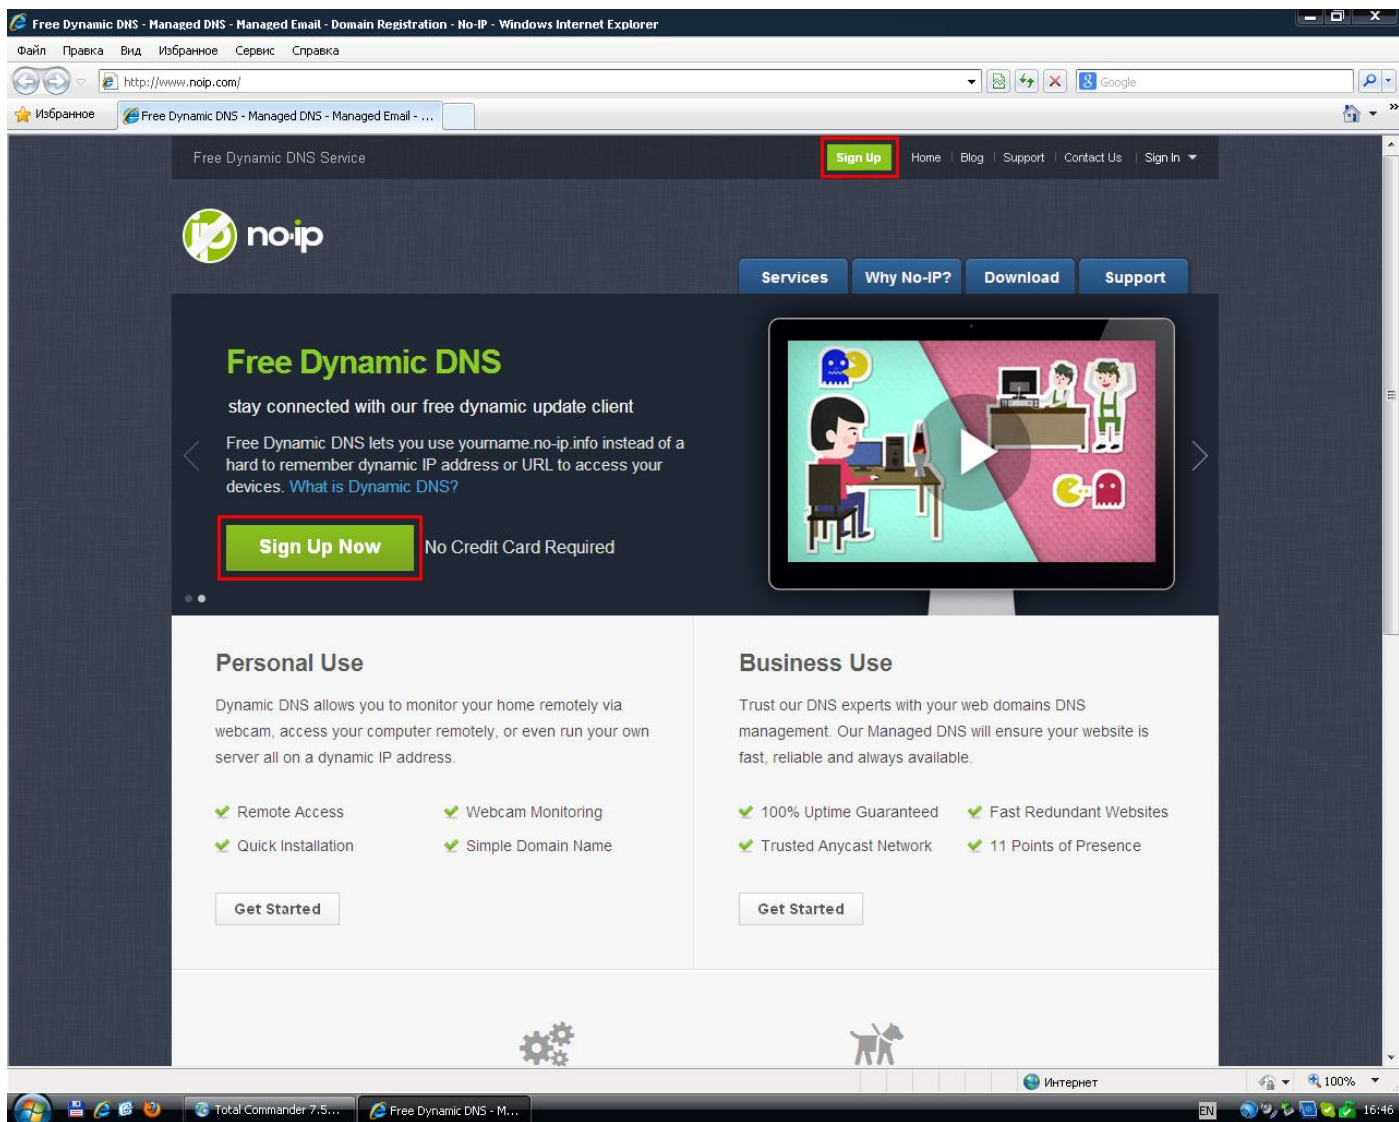 Free Dynamic DNS - Managed DNS - Managed Email - Domain Registration - No-IP - Windows Internet Explorer
Файл Правка Вид Избранное Сервис Справка
http://www.noip.com/
Google
Избранное
Free Dynamic DNS - Managed DNS - Managed Email - ...
Free Dynamic DNS Service
Sign Up Home Blog Support Contact Us Sign In
no-ip
Services Why No-IP? Download Support
Free Dynamic DNS
stay connected with our free dynamic update client
Free Dynamic DNS lets you use yourname.no-ip.info instead of a
hard to remember dynamic IP address or URL to access your
devices. What is Dynamic DNS?
Sign Up Now No Credit Card Required
Personal Use
Dynamic DNS allows you to monitor your home remotely via
webcam, access your computer remotely, or even run your own
server all on a dynamic IP address.
Remote Access Webcam Monitoring
Quick Installation Simple Domain Name
Get Started
Business Use
Trust our DNS experts with your web domains DNS
management. Our Managed DNS will ensure your website is
fast, reliable and always available.
100% Uptime Guaranteed Fast Redundant Websites
Trusted Anycast Network 11 Points of Presence
Get Started
Интернет 100%
Total Commander 7.5... Free Dynamic DNS - M... EN 16:46